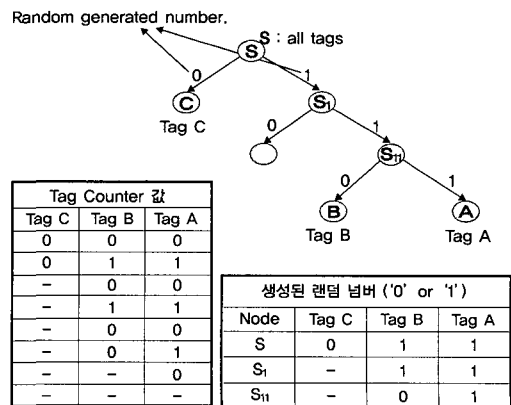 Random generated number.
S : all tags
S
0
1
C
S₁
Tag C
0
1
S₁₁
0
1
B
A
Tag B
Tag A
Tag Counter 값
Tag C Tag B Tag A
0 0 0
0 1 1
- 0 0
- 1 1
- 0 0
- 0 1
- - 0
- - -
생성된 랜덤 넘버 ('0' or '1')
Node Tag C Tag B Tag A
S 0 1 1
S₁ - 1 1
S₁₁ - 0 1